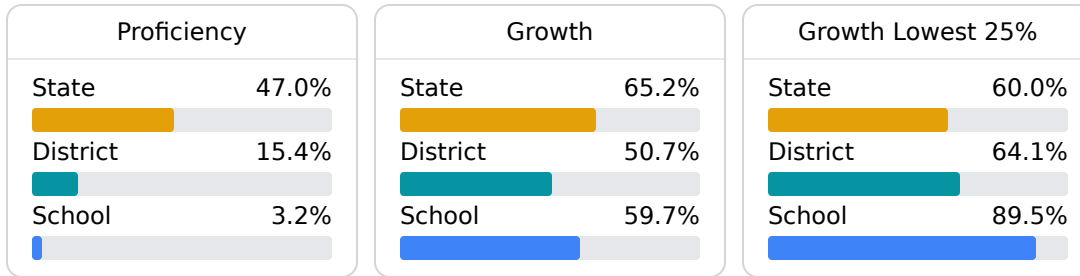 Proficiency
State 47.0%
District 15.4%
School 3.2%
Growth
State 65.2%
District 50.7%
School 59.7%
Growth Lowest 25%
State 60.0%
District 64.1%
School 89.5%